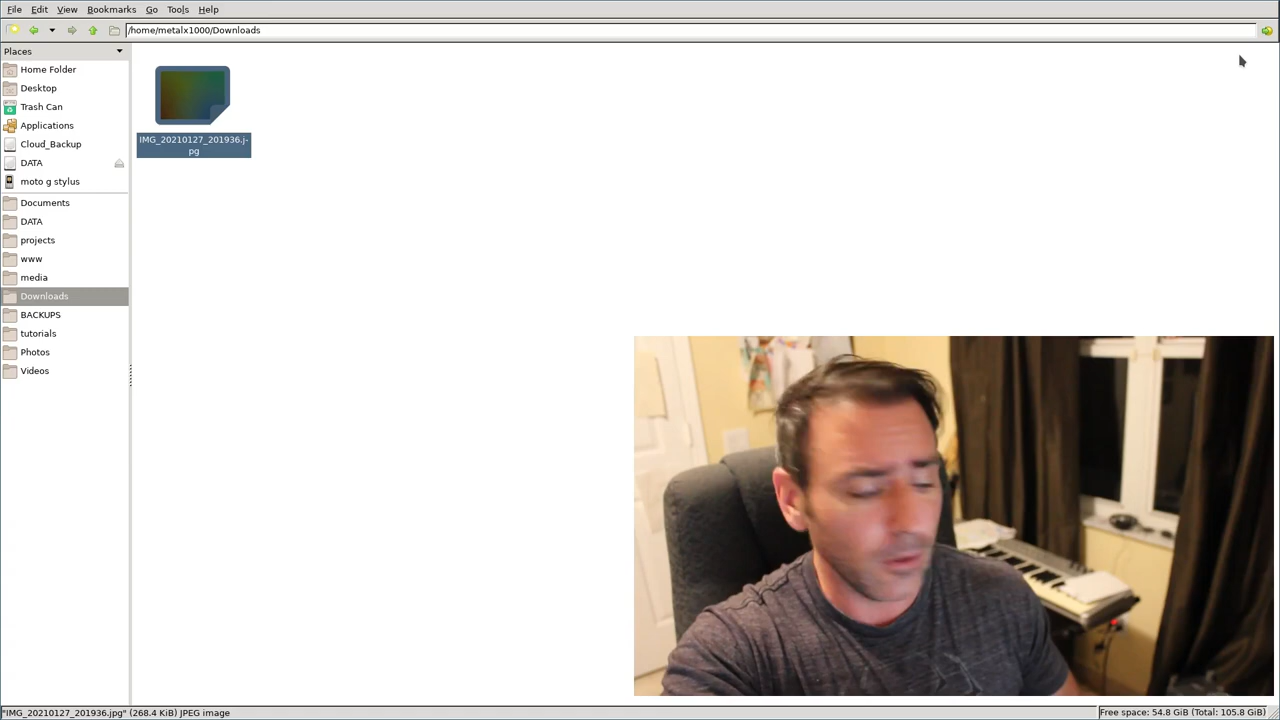 File Edit View Bookmarks Go Tools Help
/home/metalx1000/Downloads
Places
Home Folder
Desktop
Trash Can
Applications
Cloud_Backup
DATA
moto g stylus
Documents
DATA
projects
www
media
Downloads
BACKUPS
tutorials
Photos
Videos
IMG_20210127_201936.j-
pg
"IMG_20210127_201936.jpg" (268.4 KiB) JPEG image
Free space: 54.8 GiB (Total: 105.8 GiB)